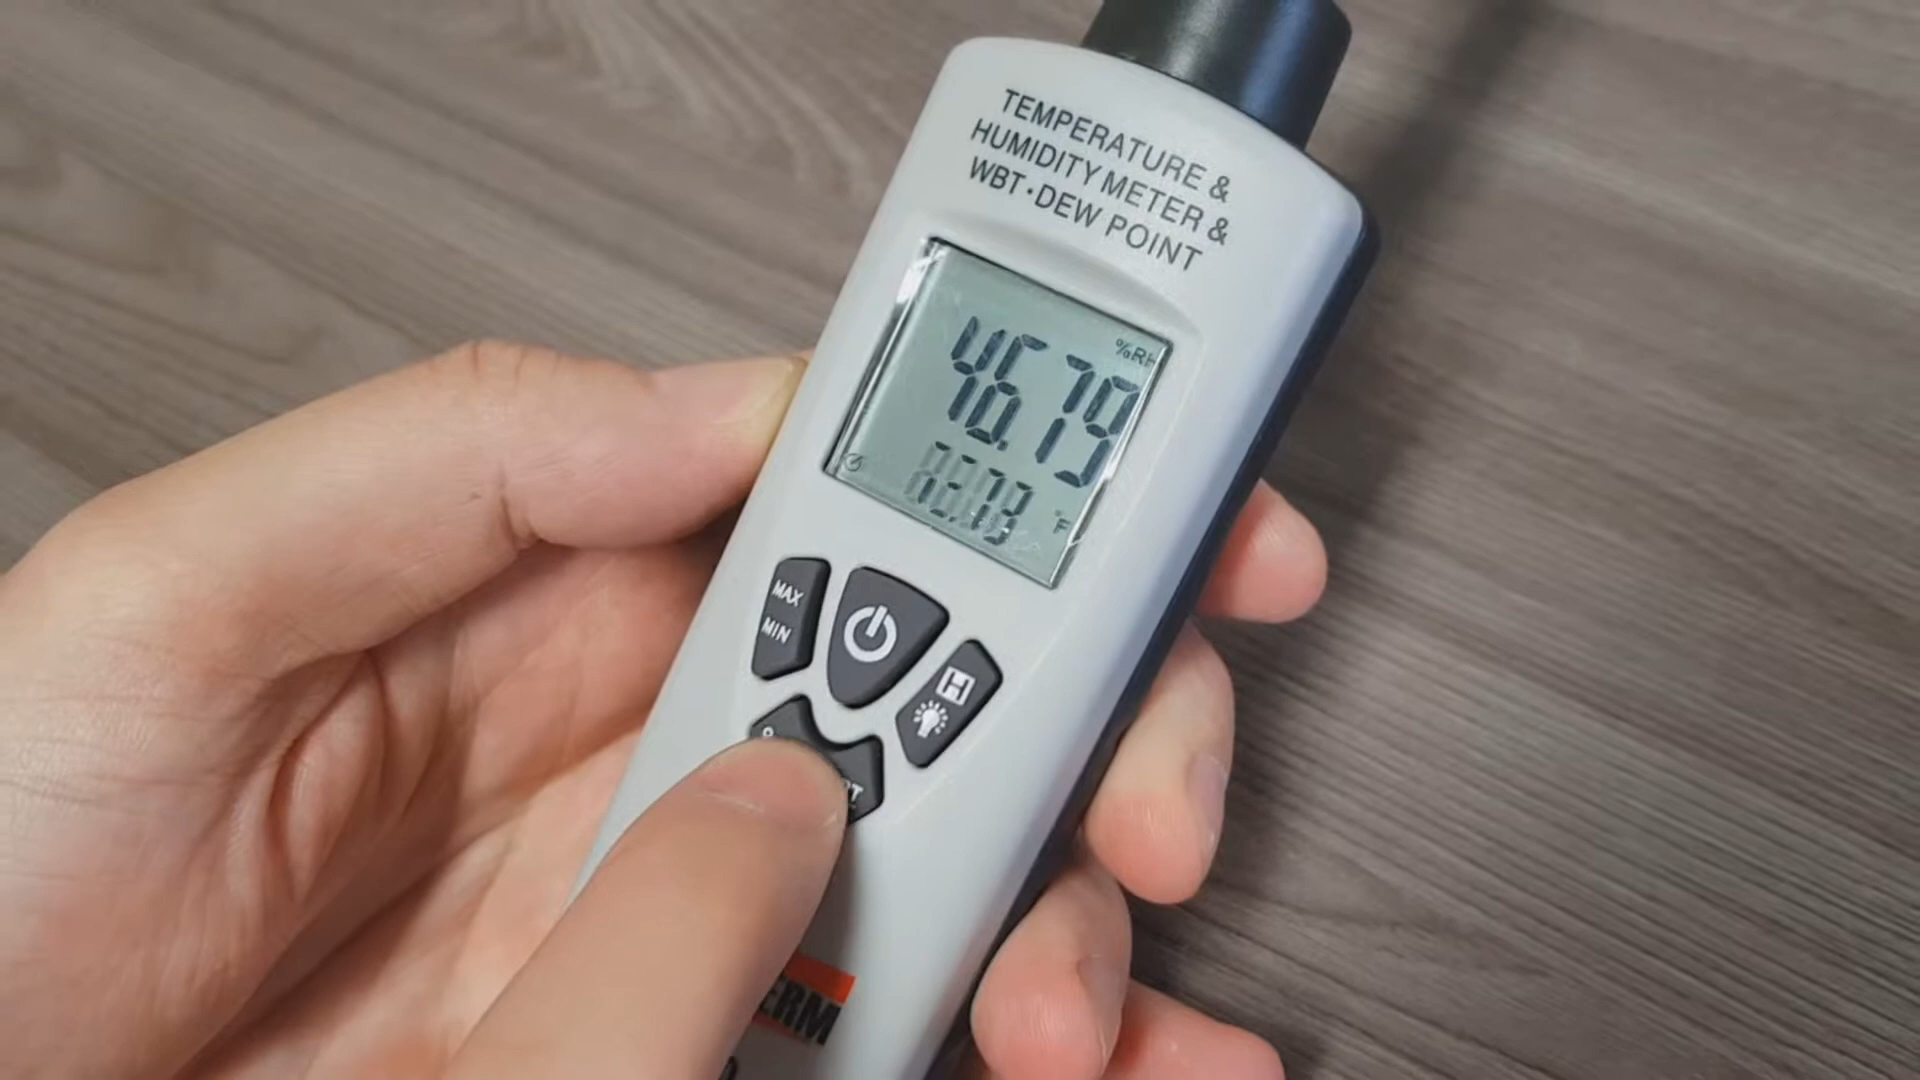 TEMPERATURE &
HUMIDITY METER &
WBT·DEW POINT
%RH
46.79
°F
MAX
MIN